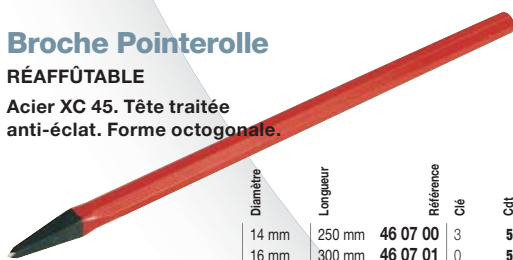 Broche Pointerolle
RÉAFFÛTABLE
Acier XC 45. Tête traitée
anti-éclat. Forme octogonale.
Diamètre Longueur Référence Clé Cdt
14 mm 250 mm 46 07 00 3 5
16 mm 300 mm 46 07 01 0 5